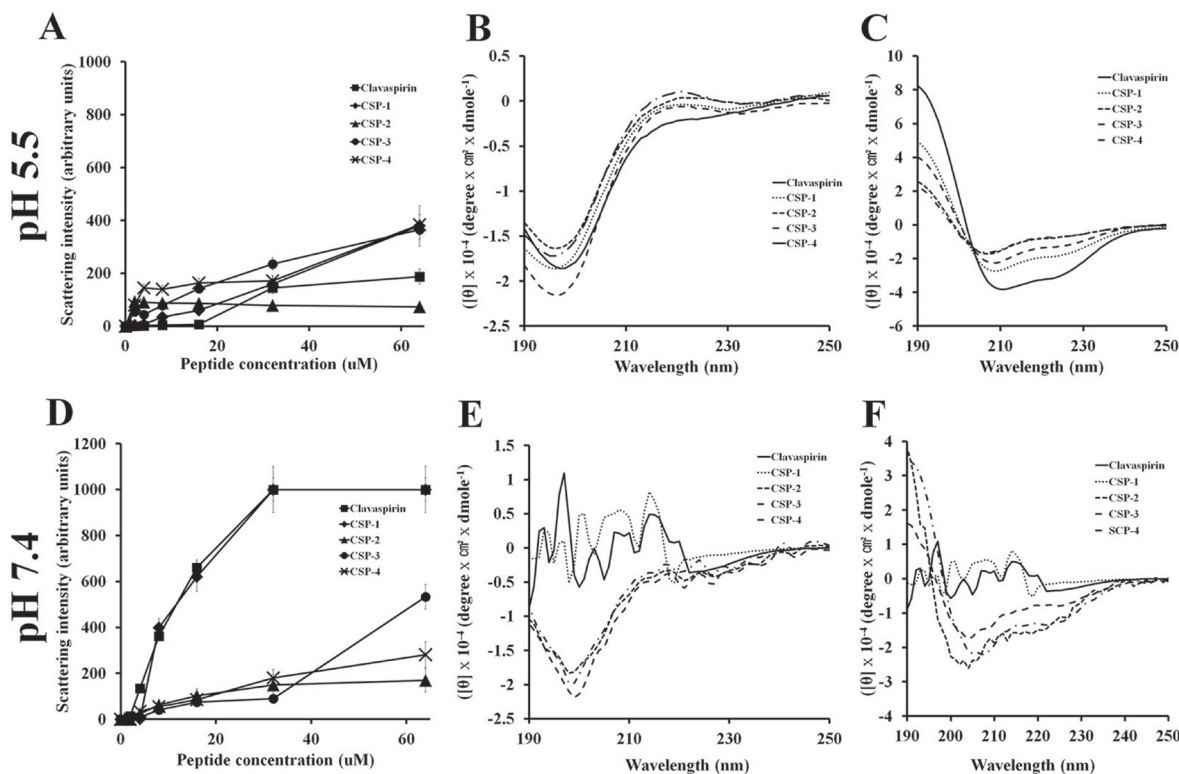 A
B
C
pH 5.5
Scattering intensity (arbitrary units)
1000
800
600
400
200
0
0
20
40
60
Peptide concentration (uM)
Clavaspirin
CSP-1
CSP-2
CSP-3
CSP-4
([θ] x 10⁻⁴ (degree x cm² x dmole⁻¹)
0.5
0
-0.5
-1
-1.5
-2
-2.5
190
210
230
250
Wavelength (nm)
Clavaspirin
CSP-1
CSP-2
CSP-3
CSP-4
([θ] x 10⁻⁴ (degree x cm² x dmole⁻¹)
10
8
6
4
2
0
-2
-4
-6
190
210
230
250
Wavelength (nm)
Clavaspirin
CSP-1
CSP-2
CSP-3
CSP-4
D
E
F
pH 7.4
Scattering intensity (arbitrary units)
1200
1000
800
600
400
200
0
0
20
40
60
Peptide concentration (uM)
Clavaspirin
CSP-1
CSP-2
CSP-3
CSP-4
([θ] x 10⁻⁴ (degree x cm² x dmole⁻¹)
1.5
1
0.5
0
-0.5
-1
-1.5
-2
-2.5
190
210
230
250
Wavelength (nm)
Clavaspirin
CSP-1
CSP-2
CSP-3
CSP-4
([θ] x 10⁻⁴ (degree x cm² x dmole⁻¹)
4
3
2
1
0
-1
-2
-3
-4
190
200
210
220
230
240
250
Wavelength (nm)
Clavaspirin
CSP-1
CSP-2
CSP-3
SCP-4